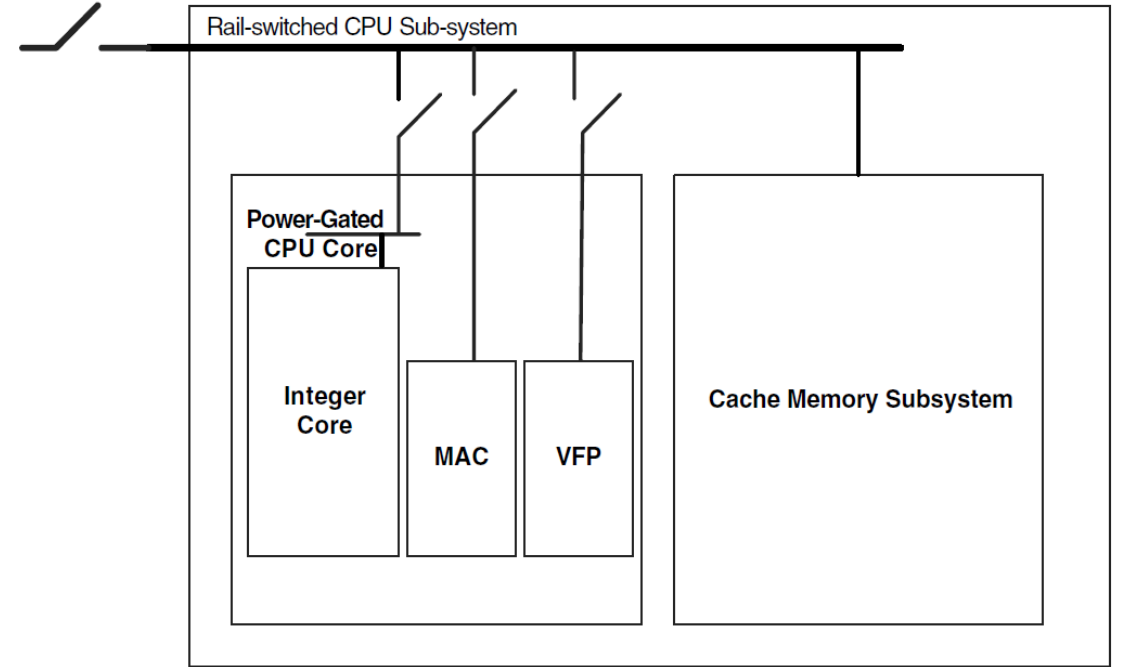 Rail-switched CPU Sub-system
Power-Gated
CPU Core
Integer
Core
MAC
VFP
Cache Memory Subsystem